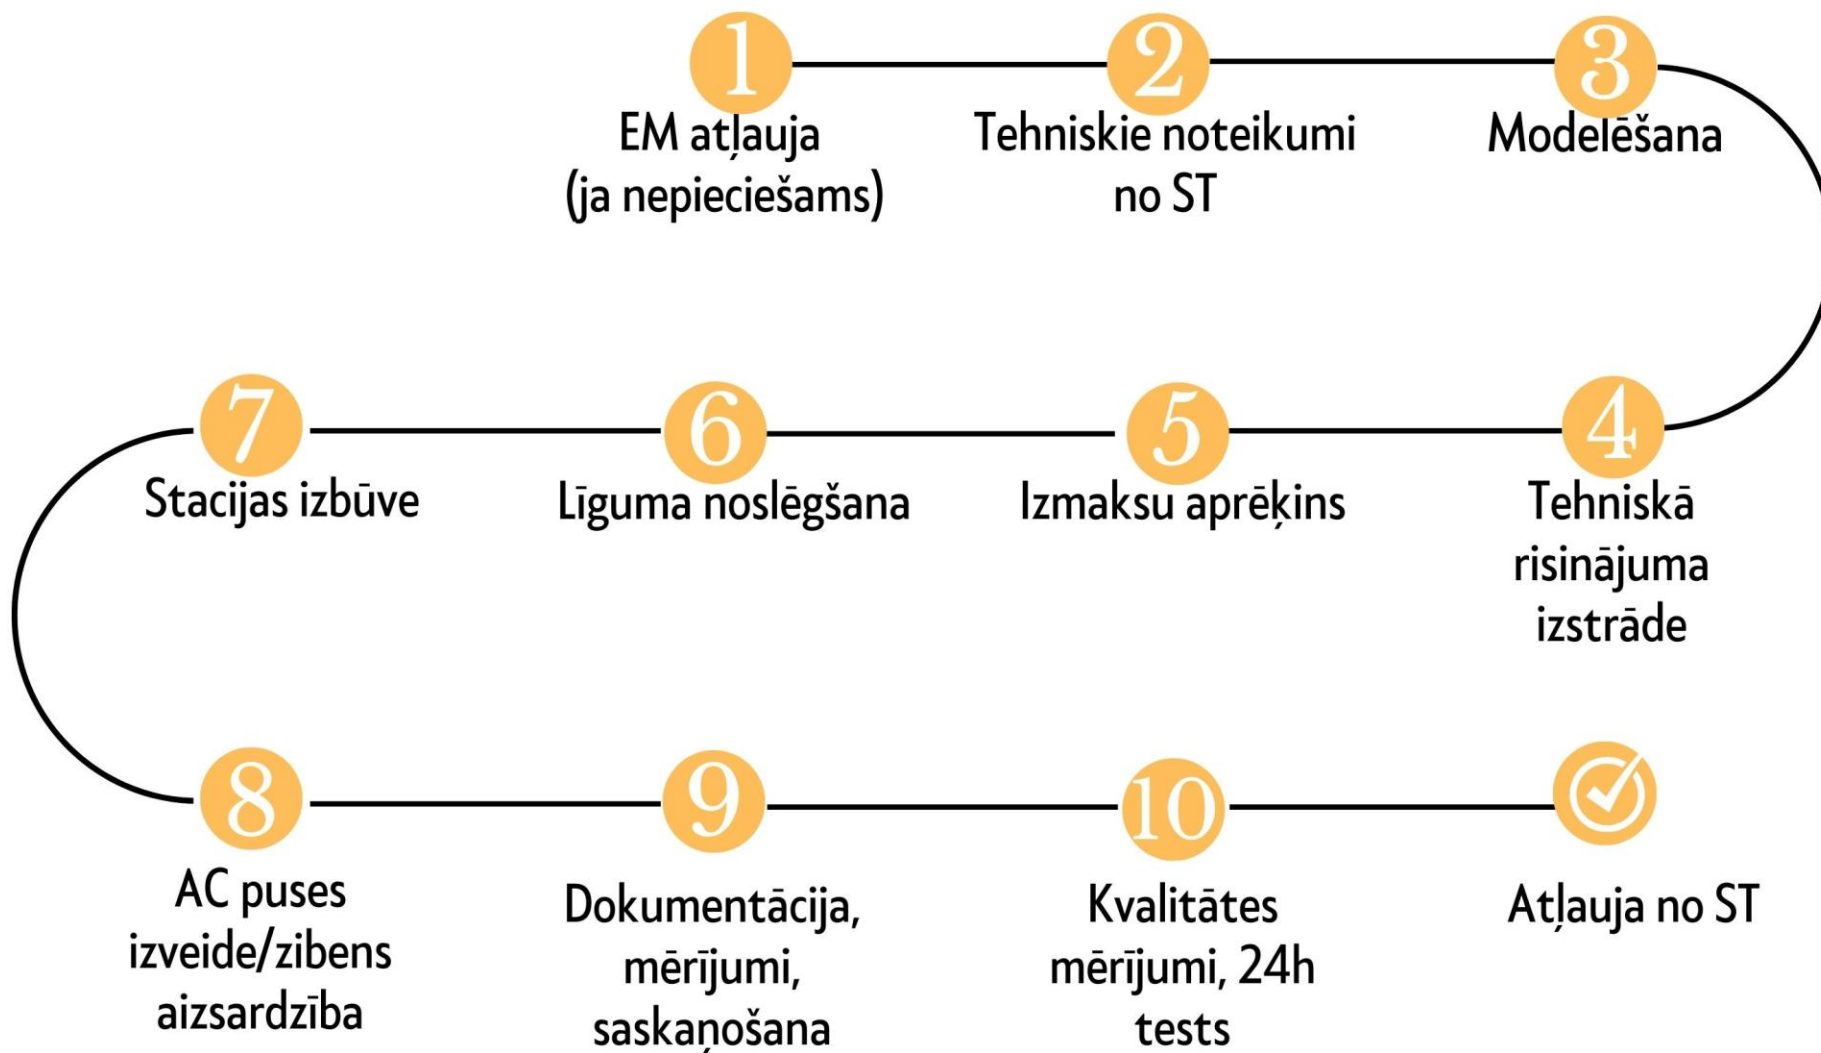 1
EM atļauja
(ja nepieciešams)
2
Tehniskie noteikumi
no ST
3
Modelēšana
4
Tehniskā
risinājuma
izstrāde
5
Izmaksu aprēķins
6
Līguma noslēgšana
7
Stacijas izbūve
8
AC puses
izveide/zibens
aizsardzība
9
Dokumentācija,
mērījumi,
saskaņošana
10
Kvalitātes
mērījumi, 24h
tests
Atļauja no ST